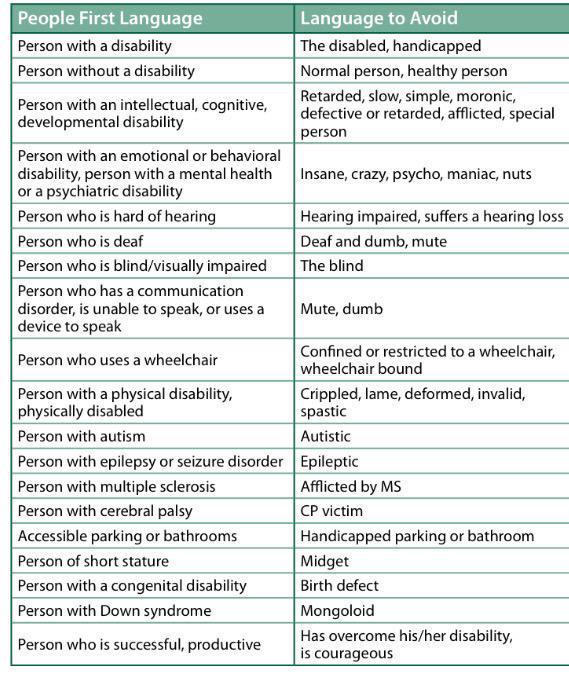 People First Language Language to Avoid
Person with a disability The disabled, handicapped
Person without a disability Normal person, healthy person
Person with an intellectual, cognitive,
developmental disability
Retarded, slow, simple, moronic,
defective or retarded, afflicted, special
person
Person with an emotional or behavioral
disability, person with a mental health
or a psychiatric disability
Insane, crazy, psycho, maniac, nuts
Person who is hard of hearing Hearing impaired, suffers a hearing loss
Person who is deaf Deaf and dumb, mute
Person who is blind/visually impaired The blind
Person who has a communication
disorder, is unable to speak, or uses a
device to speak
Mute, dumb
Person who uses a wheelchair
Confined or restricted to a wheelchair,
wheelchair bound
Person with a physical disability,
physically disabled
Crippled, lame, deformed, invalid,
spastic
Person with autism Autistic
Person with epilepsy or seizure disorder Epileptic
Person with multiple sclerosis Afflicted by MS
Person with cerebral palsy CP victim
Accessible parking or bathrooms Handicapped parking or bathroom
Person of short stature Midget
Person with a congenital disability Birth defect
Person with Down syndrome Mongoloid
Person who is successful, productive
Has overcome his/her disability,
is courageous